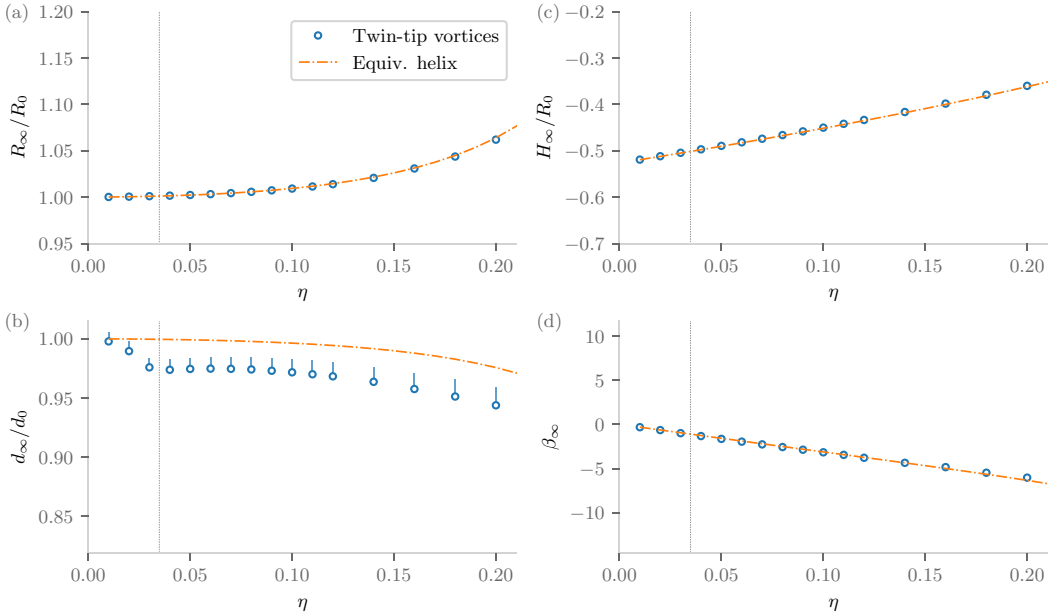 (a)
1.20
1.15
1.10
1.05
1.00
0.95
R∞/R0
0.00
0.05
0.10
0.15
0.20
η
Twin-tip vortices
Equiv. helix
(c)
−0.2
−0.3
−0.4
−0.5
−0.6
−0.7
H∞/R0
0.00
0.05
0.10
0.15
0.20
η
(b)
1.00
0.95
0.90
0.85
d∞/d0
0.00
0.05
0.10
0.15
0.20
η
(d)
10
5
0
−5
−10
β∞
0.00
0.05
0.10
0.15
0.20
η